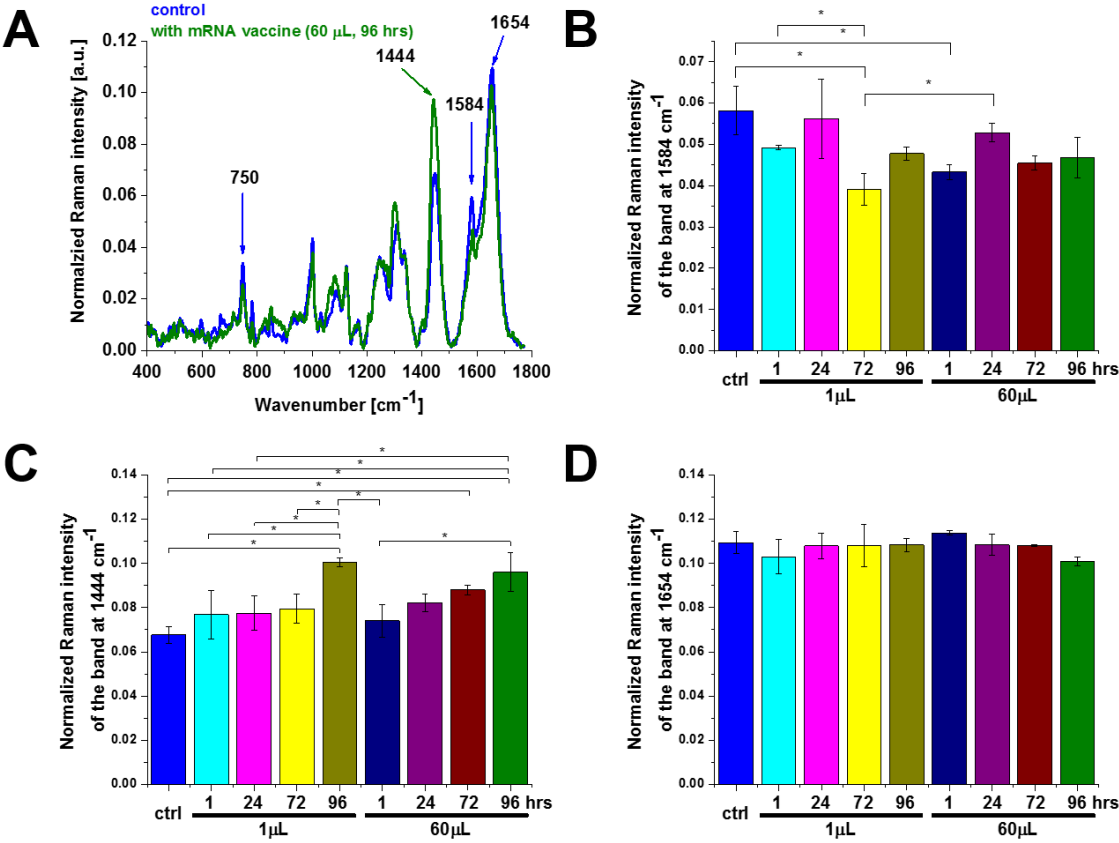 A
control
with mRNA vaccine (60 μL, 96 hrs)
Normalzied Raman intensity [a.u.]
0.12
0.10
0.08
0.06
0.04
0.02
0.00
750
1444
1584
1654
400 600 800 1000 1200 1400 1600 1800
Wavenumber [cm-1]
B
Normalized Raman intensity
of the band at 1584 cm-1
0.07
0.06
0.05
0.04
0.03
0.02
0.01
0.00
*
*
*
*
ctrl 1 24 72 96 1 24 72 96 hrs
1μL 60μL
C
Normalized Raman intensity
of the band at 1444 cm-1
0.14
0.12
0.10
0.08
0.06
0.04
0.02
0.00
*
*
*
*
*
*
*
*
*
*
ctrl 1 24 72 96 1 24 72 96 hrs
1μL 60μL
D
Normalized Raman intensity
of the band at 1654 cm-1
0.14
0.12
0.10
0.08
0.06
0.04
0.02
0.00
ctrl 1 24 72 96 1 24 72 96 hrs
1μL 60μL